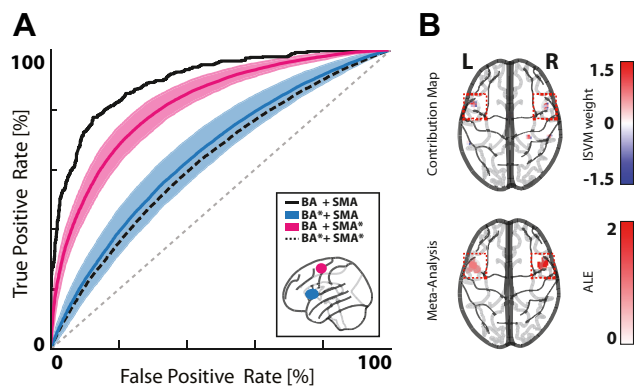 A
100
True Positive Rate [%]
0
0
100
False Positive Rate [%]
BA + SMA
BA* + SMA
BA + SMA*
BA* + SMA*
B
L R
Contribution Map
1.5
0
-1.5
lSVM weight
Meta-Analysis
2
0
ALE